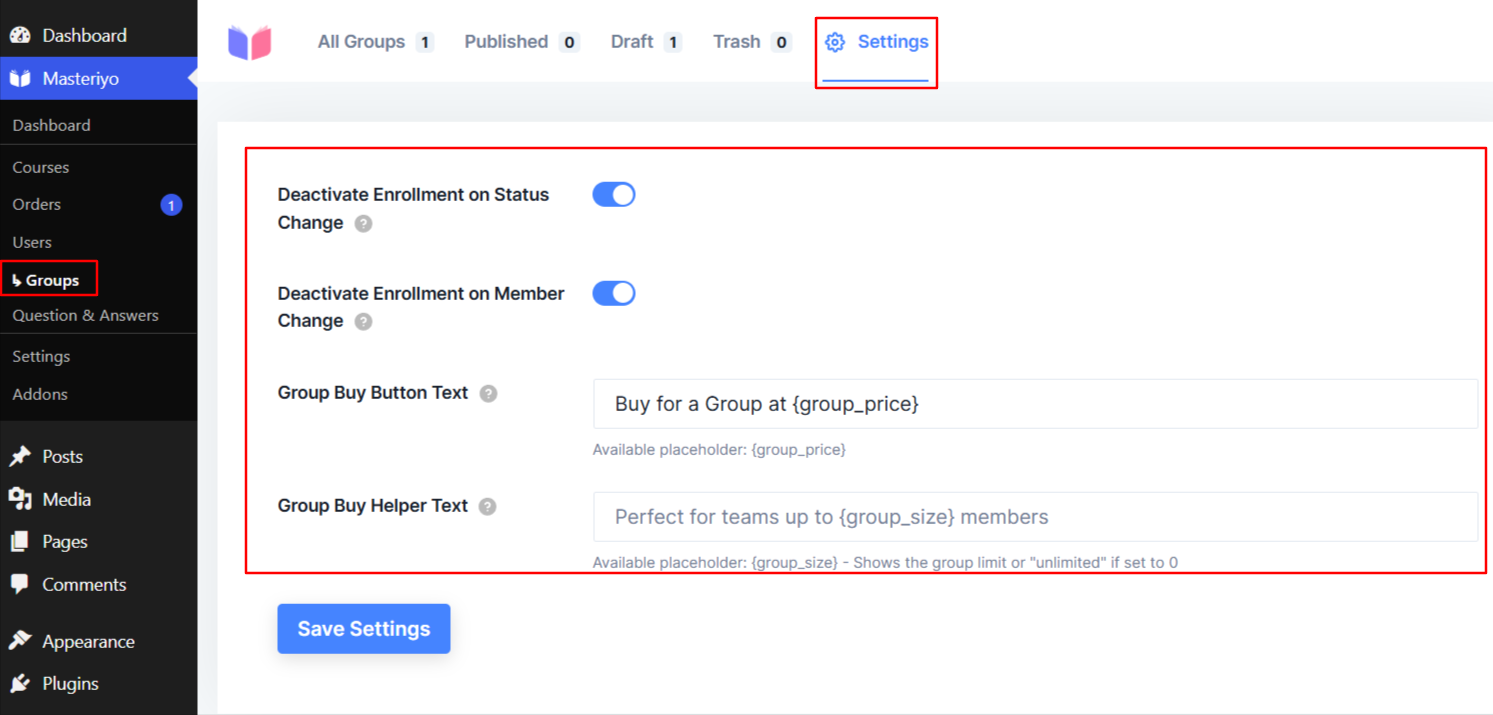 Dashboard
Masteriyo
Dashboard
Courses
Orders 1
Users
↳ Groups
Question & Answers
Settings
Addons
Posts
Media
Pages
Comments
Appearance
Plugins
All Groups 1 Published 0 Draft 1 Trash 0 Settings
Deactivate Enrollment on Status
Change ?
Deactivate Enrollment on Member
Change ?
Group Buy Button Text ?
Buy for a Group at {group_price}
Available placeholder: {group_price}
Group Buy Helper Text ?
Perfect for teams up to {group_size} members
Available placeholder: {group_size} - Shows the group limit or "unlimited" if set to 0
Save Settings